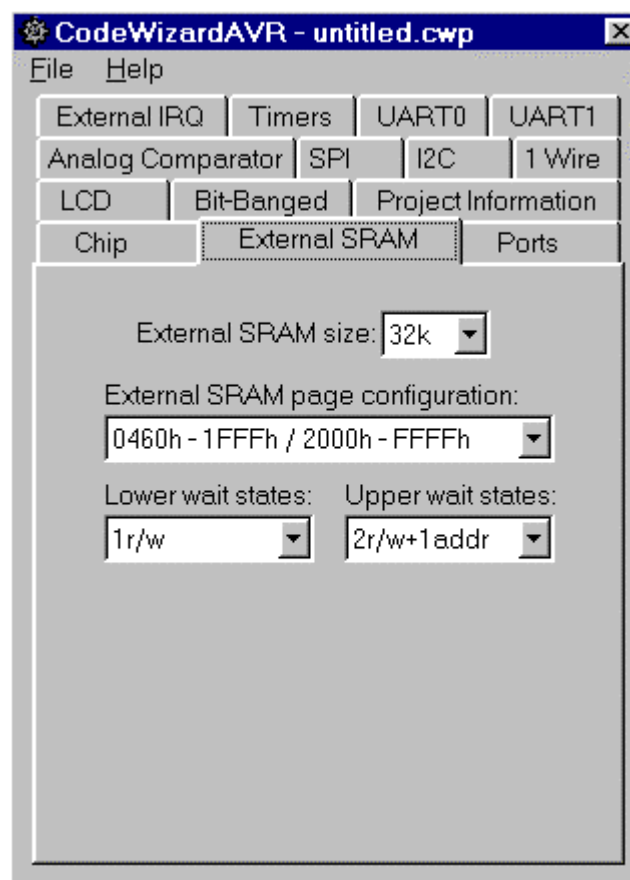 CodeWizardAVR - untitled.cwp
File Help
External IRQ Timers UART0 UART1
Analog Comparator SPI I2C 1 Wire
LCD Bit-Banged Project Information
Chip External SRAM Ports
External SRAM size: 32k
External SRAM page configuration:
0460h - 1FFFh / 2000h - FFFFh
Lower wait states: Upper wait states:
1r/w 2r/w+1addr